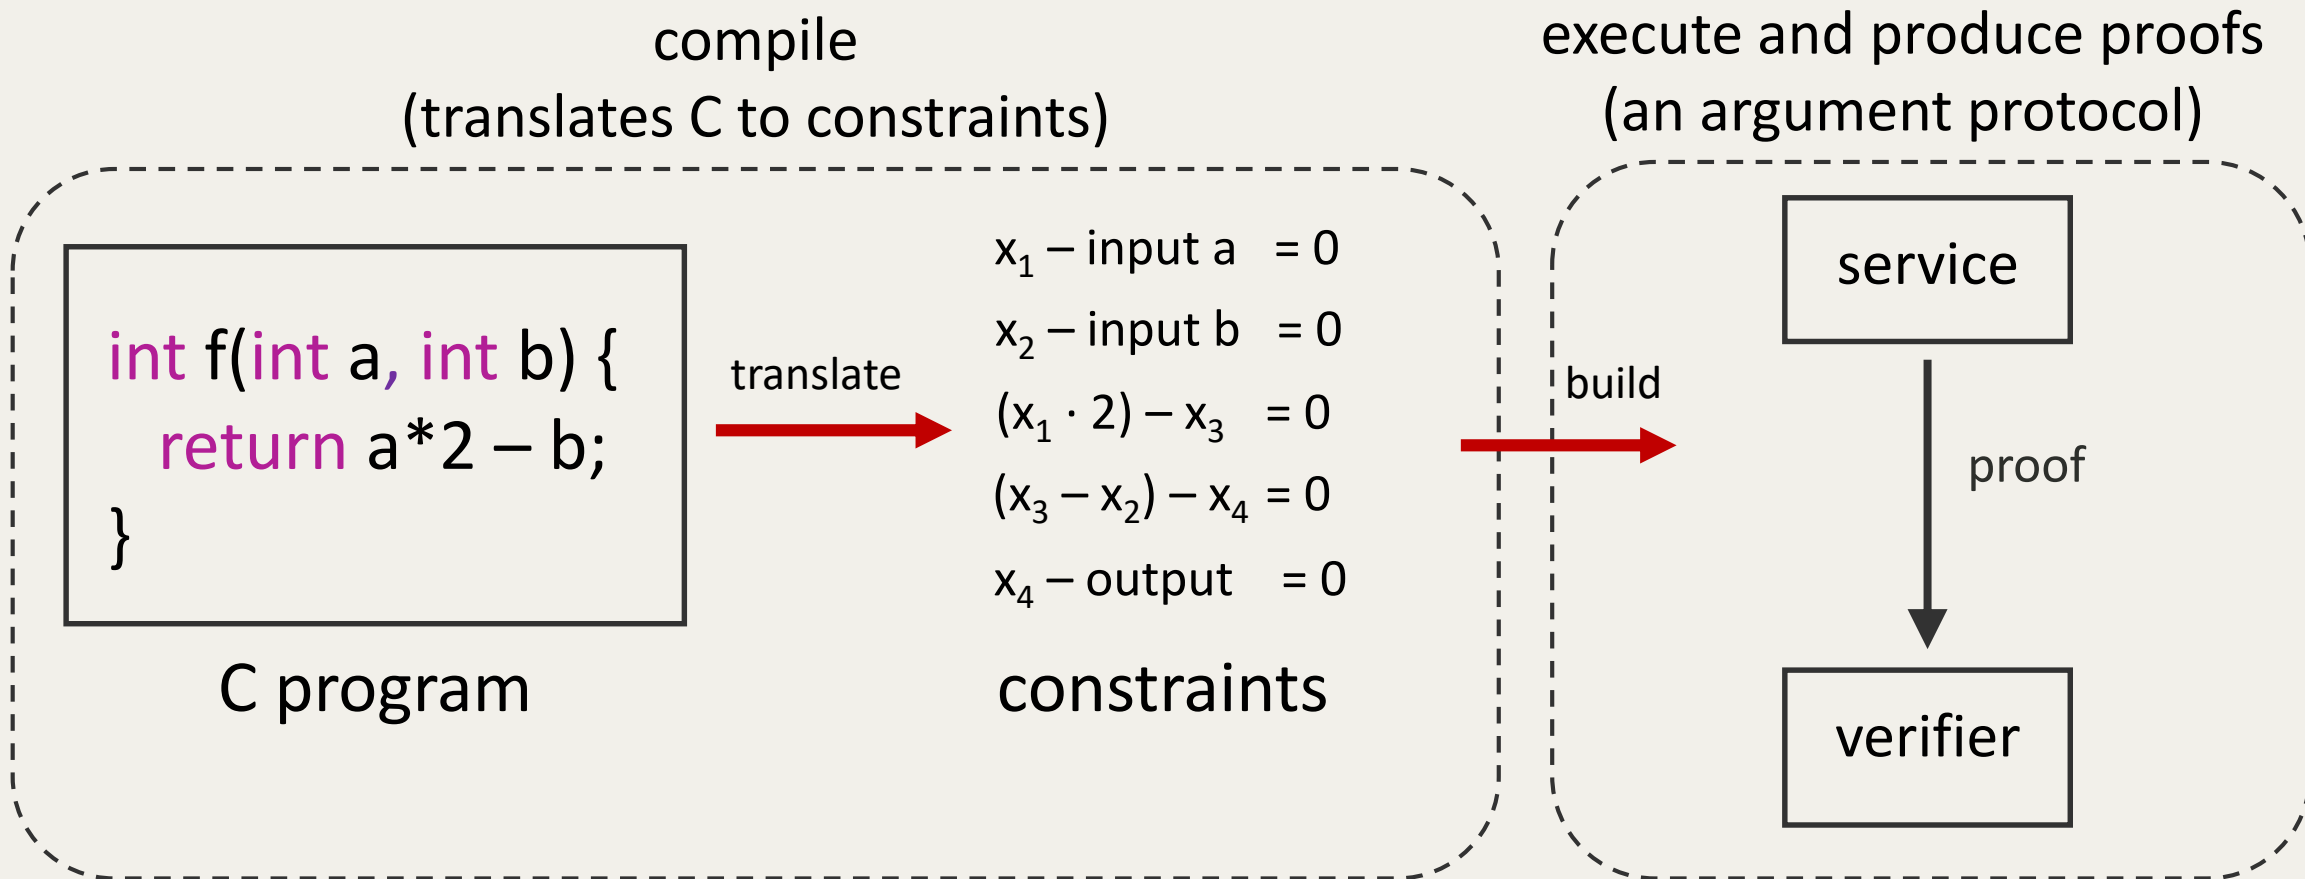 compile
(translates C to constraints)
int f(int a, int b) {
return a*2 – b;
}
C program
translate
x₁ – input a = 0
x₂ – input b = 0
(x₁ · 2) – x₃ = 0
(x₃ – x₂) – x₄ = 0
x₄ – output = 0
constraints
build
execute and produce proofs
(an argument protocol)
service
proof
verifier